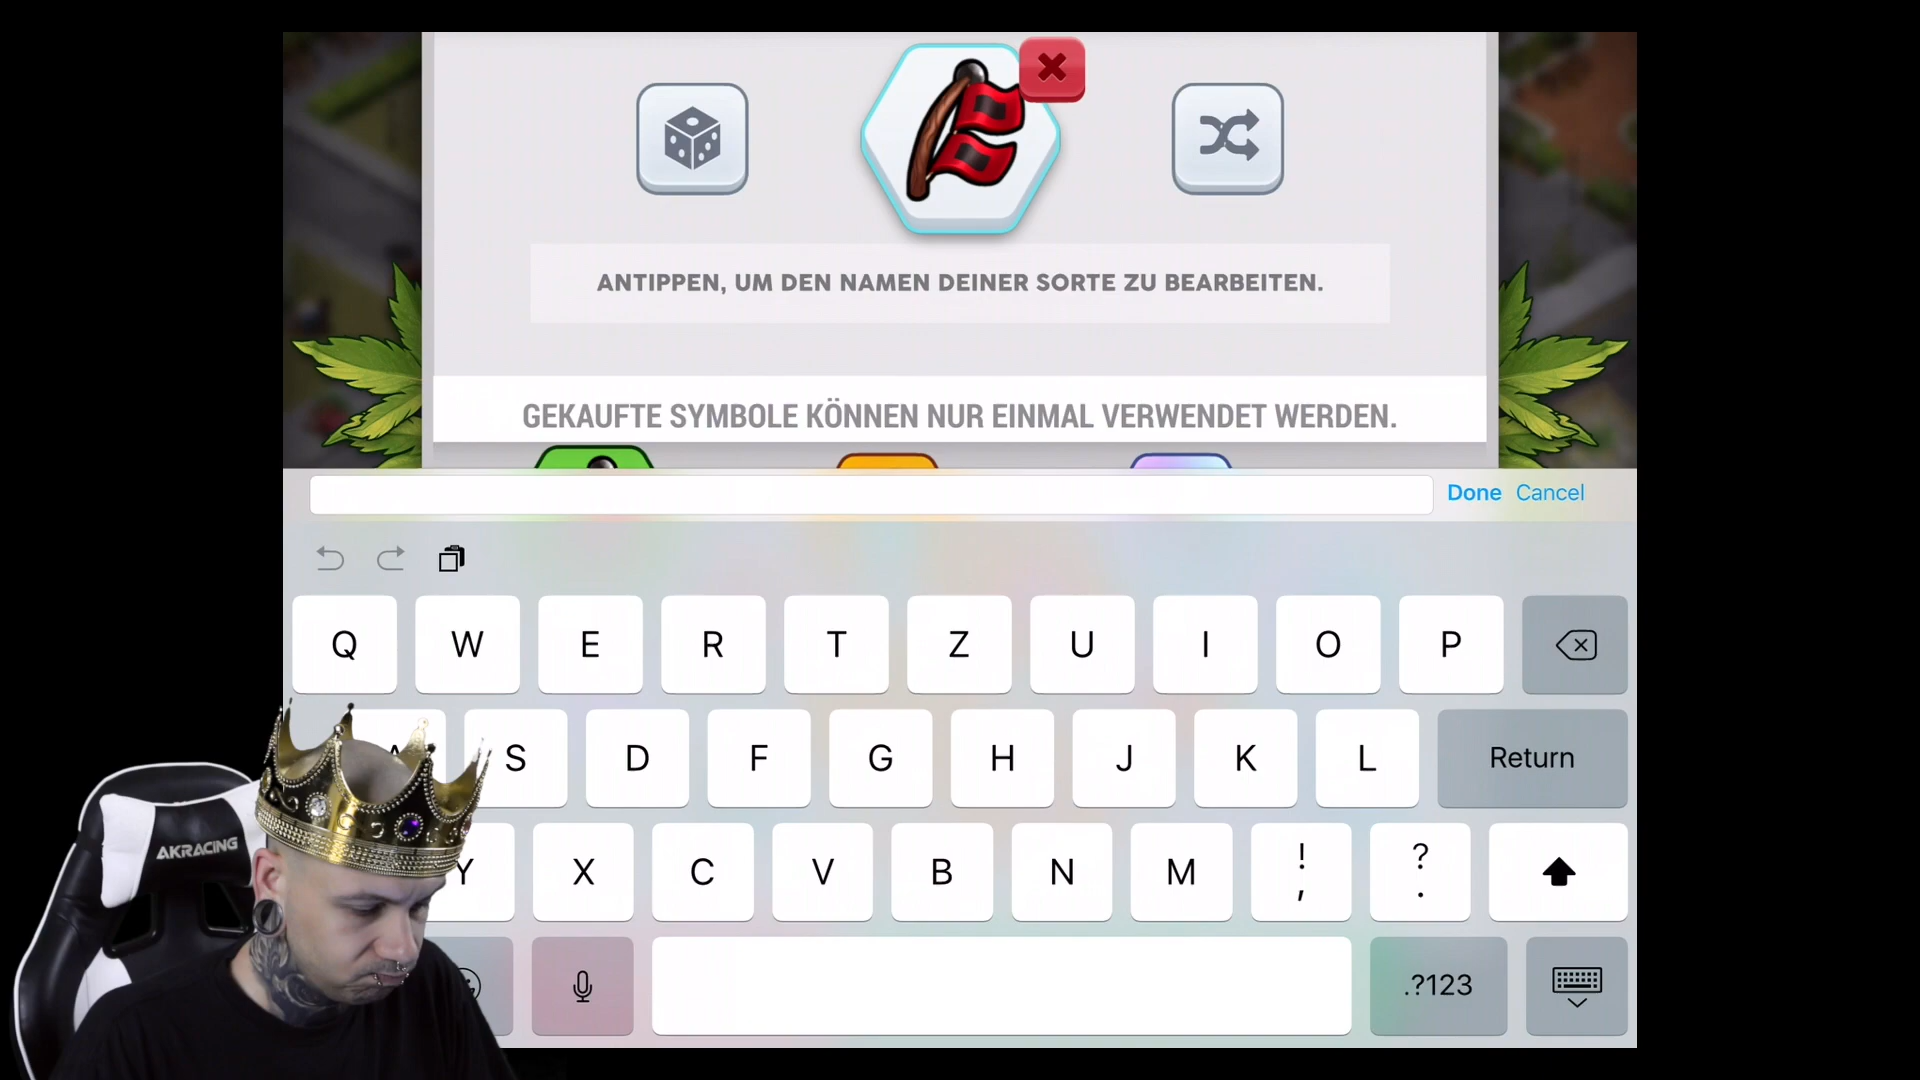 ANTIPPEN, UM DEN NAMEN DEINER SORTE ZU BEARBEITEN.
GEKAUFTE SYMBOLE KÖNNEN NUR EINMAL VERWENDET WERDEN.
Done Cancel
Q W E R T Z U I O P
A S D F G H J K L Return
Y X C V B N M ! , ? .
.?123
AKRACING